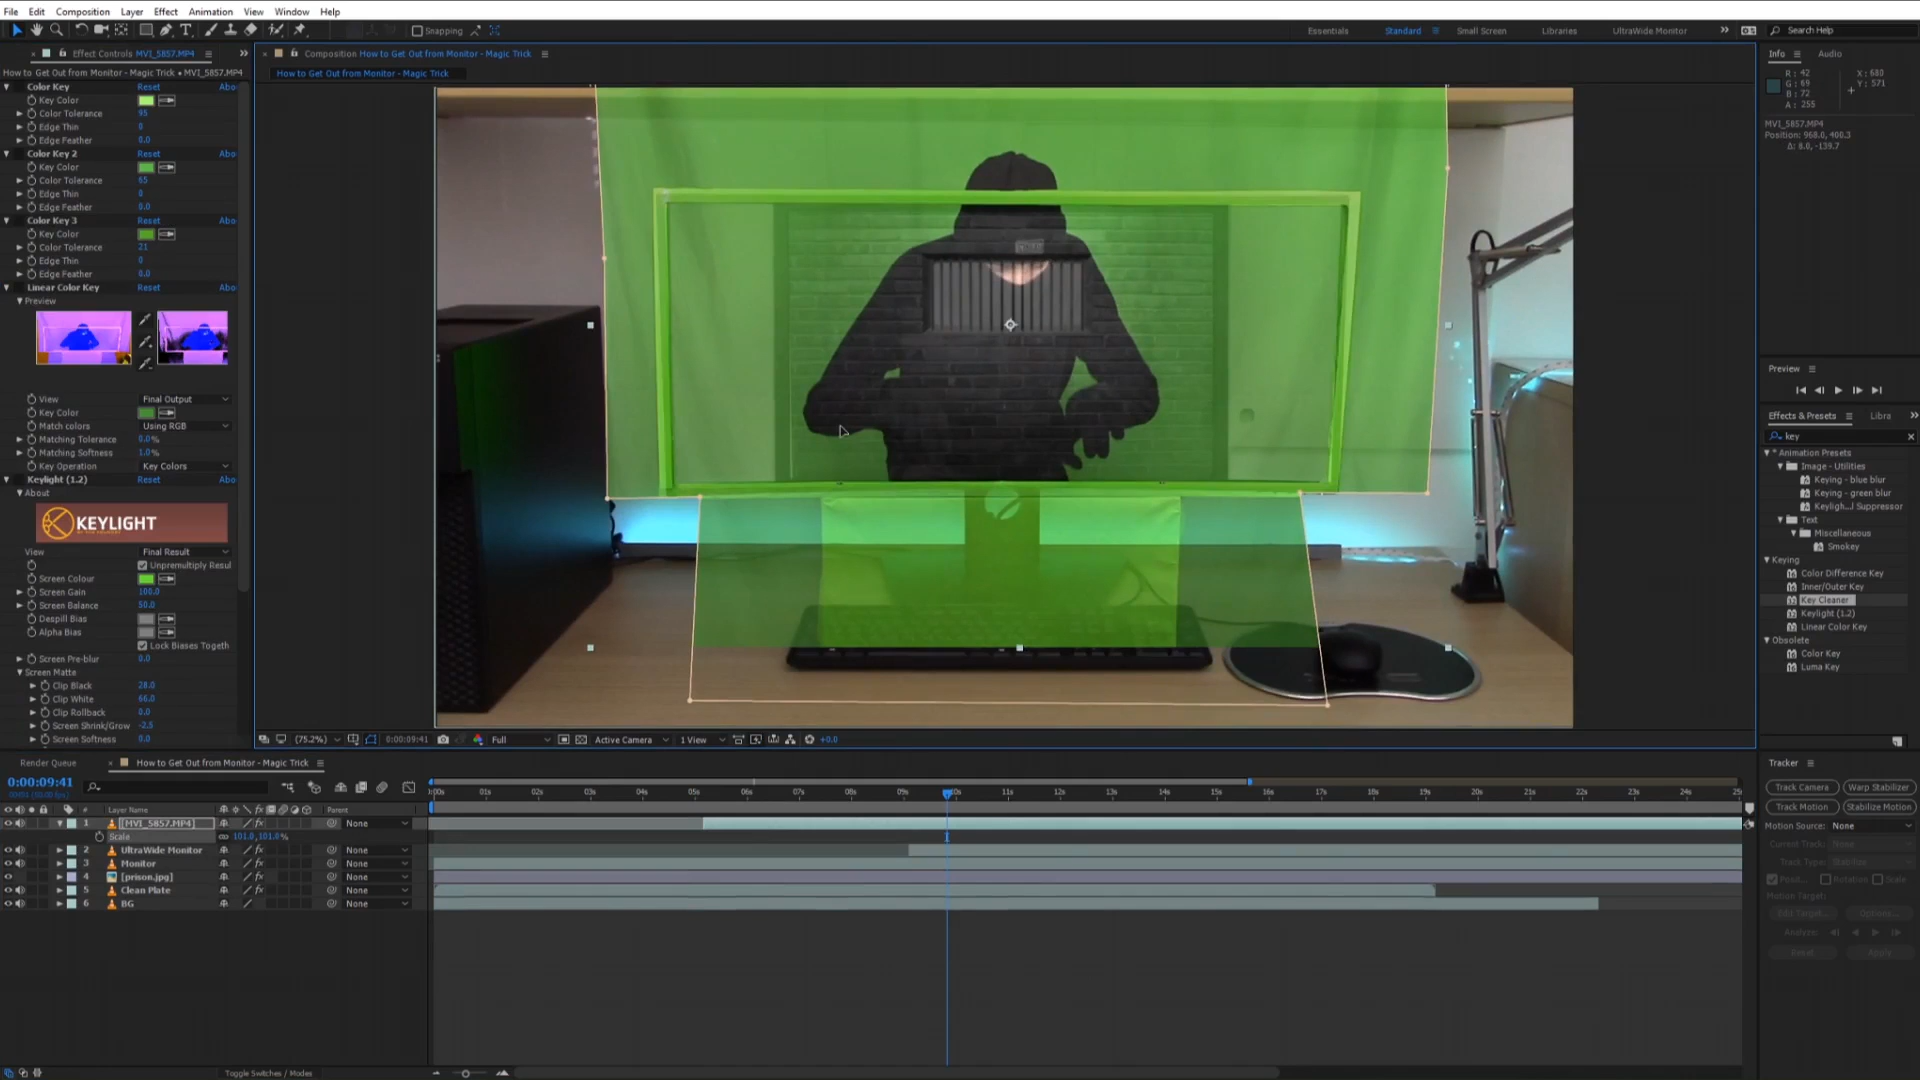 File Edit Composition Layer Effect Animation View Window Help
Snapping
Essentials Standard Small Screen Libraries UltraWide Monitor Search Help
Effect Controls MVI_5857.MP4
How to Get Out from Monitor - Magic Trick • MVI_5857.MP4
Color Key Reset Abo
Key Color
Color Tolerance 95
Edge Thin 0
Edge Feather 0.0
Color Key 2 Reset Abo
Key Color
Color Tolerance 65
Edge Thin 0
Edge Feather 0.0
Color Key 3 Reset Abo
Key Color
Color Tolerance 21
Edge Thin 0
Edge Feather 0.0
Linear Color Key Reset Abo
Preview
View Final Output
Key Color
Match colors Using RGB
Matching Tolerance 0.0%
Matching Softness 1.0%
Key Operation Key Colors
Keylight (1.2) Reset Abo
About
KEYLIGHT
View Final Result
Unpremultiply Resul
Screen Colour
Screen Gain 100.0
Screen Balance 50.0
Despill Bias
Alpha Bias
Lock Biases Togeth
Screen Pre-blur 0.0
Screen Matte
Clip Black 28.0
Clip White 66.0
Clip Rollback 0.0
Screen Shrink/Grow -2.5
Screen Softness 0.0
Composition How to Get Out from Monitor - Magic Trick
How to Get Out from Monitor - Magic Trick
(75.2%) 0:00:09:41 Full Active Camera 1 View +0.0
Info Audio
R : 42 X : 680
G : 69 Y : 571
B : 72
A : 255
MVI_5857.MP4
Position: 968.0, 400.3
Δ: 8.0, -139.7
Preview
Effects & Presets Libra
key
* Animation Presets
Image - Utilities
Keying - blue blur
Keying - green blur
Keyligh...l Suppressor
Text
Miscellaneous
Smokey
Keying
Color Difference Key
Inner/Outer Key
Key Cleaner
Keylight (1.2)
Linear Color Key
Obsolete
Color Key
Luma Key
Render Queue How to Get Out from Monitor - Magic Trick
0:00:09:41
# Layer Name Parent
1 [MVI_5857.MP4] None
Scale 101.0,101.0%
2 UltraWide Monitor None
3 Monitor None
4 [prison.jpg] None
5 Clean Plate None
6 BG None
01s 02s 03s 04s 05s 06s 07s 08s 09s 11s 12s 13s 14s 15s 16s 17s 18s 19s 20s 21s 22s 23s 24s
Toggle Switches / Modes
Tracker
Track Camera Warp Stabilizer
Track Motion Stabilize Motion
Motion Source: None
Current Track: None
Track Type: Stabilize
Rotation Scale
Motion Target:
Edit Target... Options...
Analyze:
Reset Apply